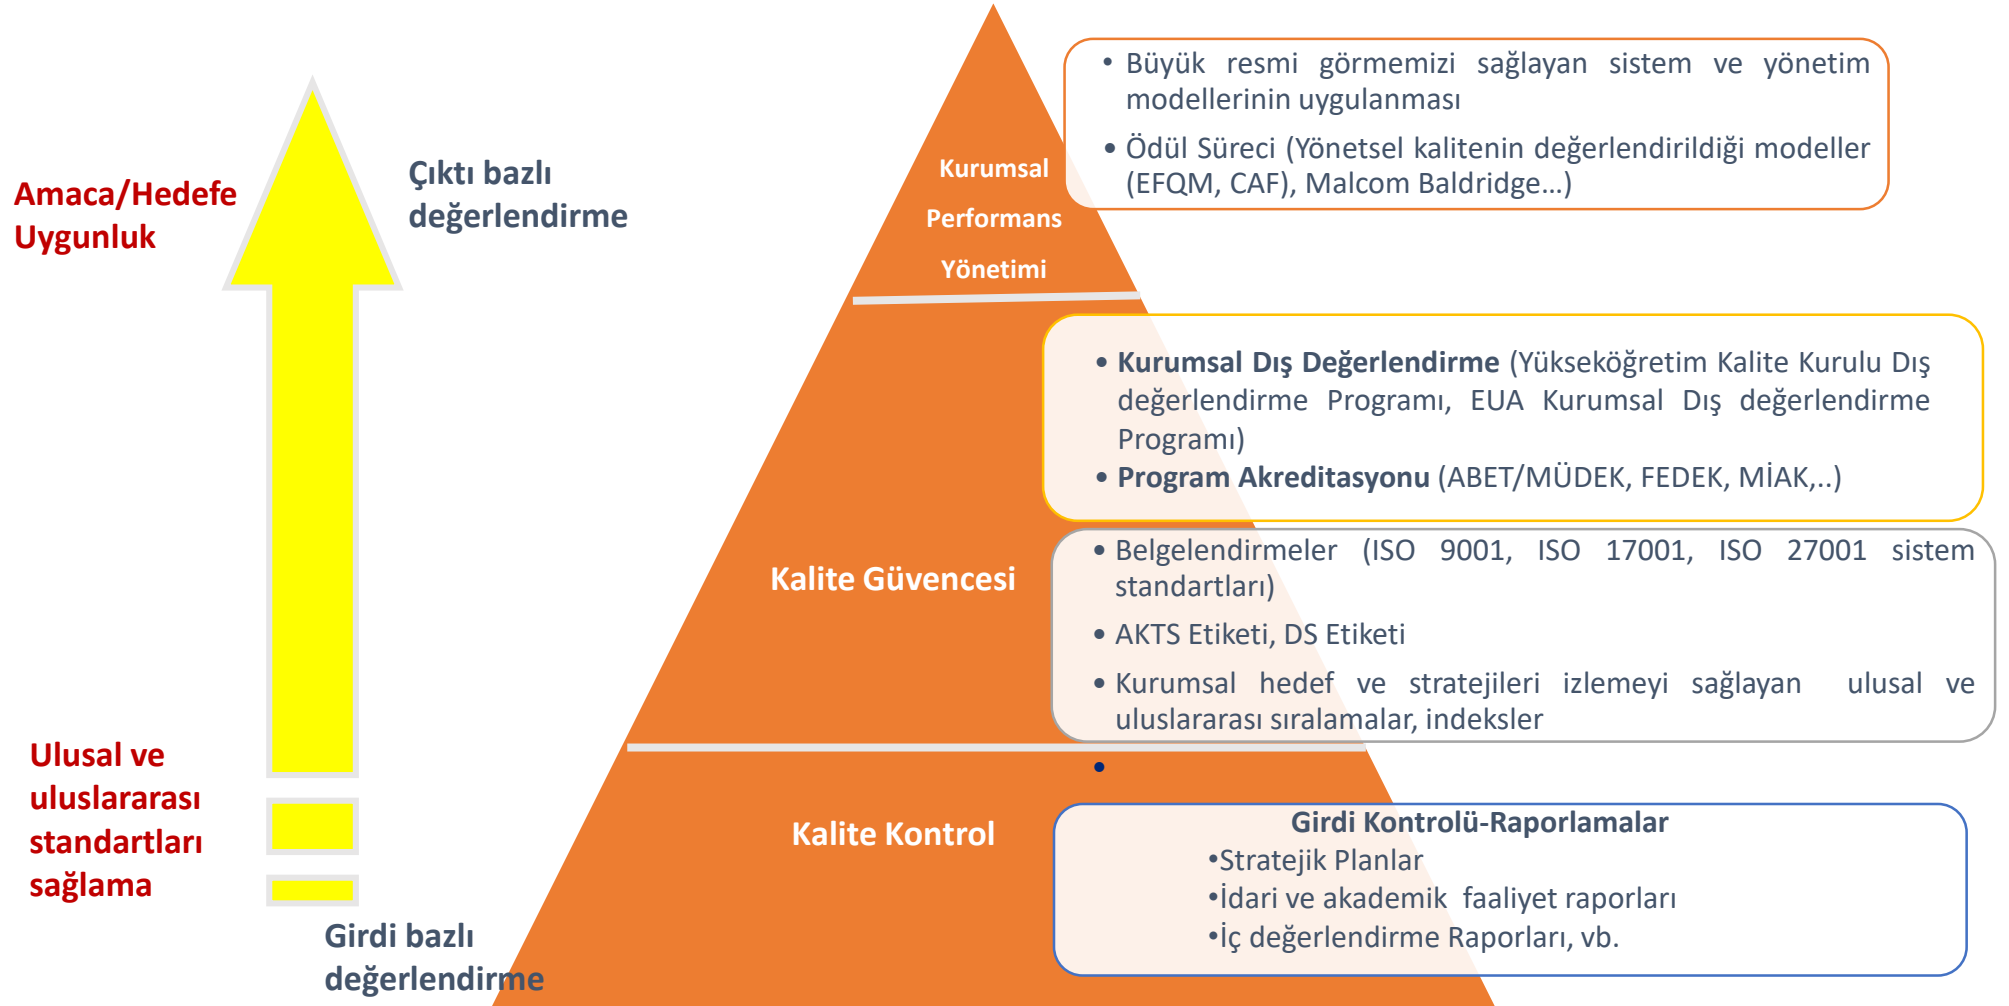 Amaca/Hedefe
Uygunluk
Çıktı bazlı
değerlendirme
Ulusal ve
uluslararası
standartları
sağlama
Girdi bazlı
değerlendirme
Kurumsal
Performans
Yönetimi
• Büyük resmi görmemizi sağlayan sistem ve yönetim
modellerinin uygulanması
• Ödül Süreci (Yönetsel kalitenin değerlendirildiği modeller
(EFQM, CAF), Malcom Baldridge...)
Kalite Güvencesi
• Kurumsal Dış Değerlendirme (Yükseköğretim Kalite Kurulu Dış
değerlendirme Programı, EUA Kurumsal Dış değerlendirme
Programı)
• Program Akreditasyonu (ABET/MÜDEK, FEDEK, MİAK,..)
• Belgelendirmeler (ISO 9001, ISO 17001, ISO 27001 sistem
standartları)
• AKTS Etiketi, DS Etiketi
• Kurumsal hedef ve stratejileri izlemeyi sağlayan ulusal ve
uluslararası sıralamalar, indeksler
•
Kalite Kontrol
Girdi Kontrolü-Raporlamalar
•Stratejik Planlar
•İdari ve akademik faaliyet raporları
•İç değerlendirme Raporları, vb.